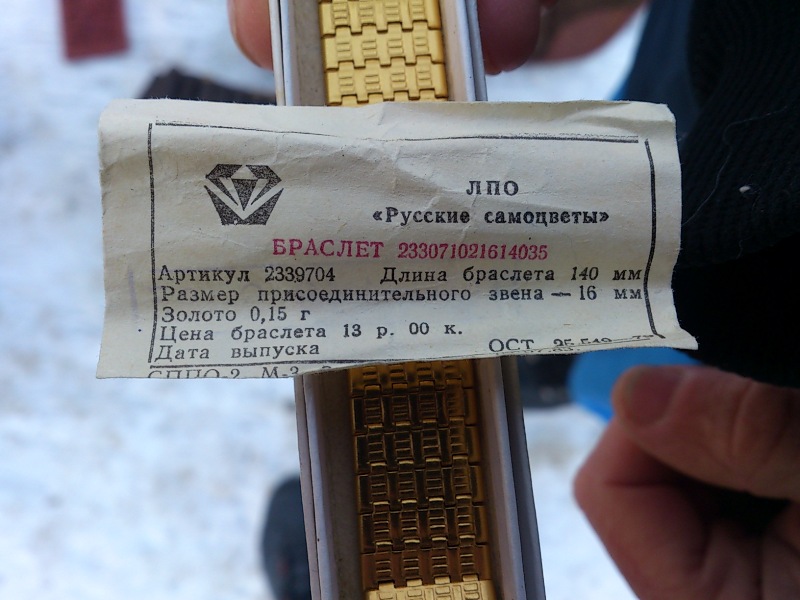 ЛПО
«Русские самоцветы»
БРАСЛЕТ 233071021614035
Артикул 2339704 Длина браслета 140 мм
Размер присоединительного звена — 16 мм
Золото 0,15 г
Цена браслета 13 р. 00 к.
Дата выпуска ОСТ